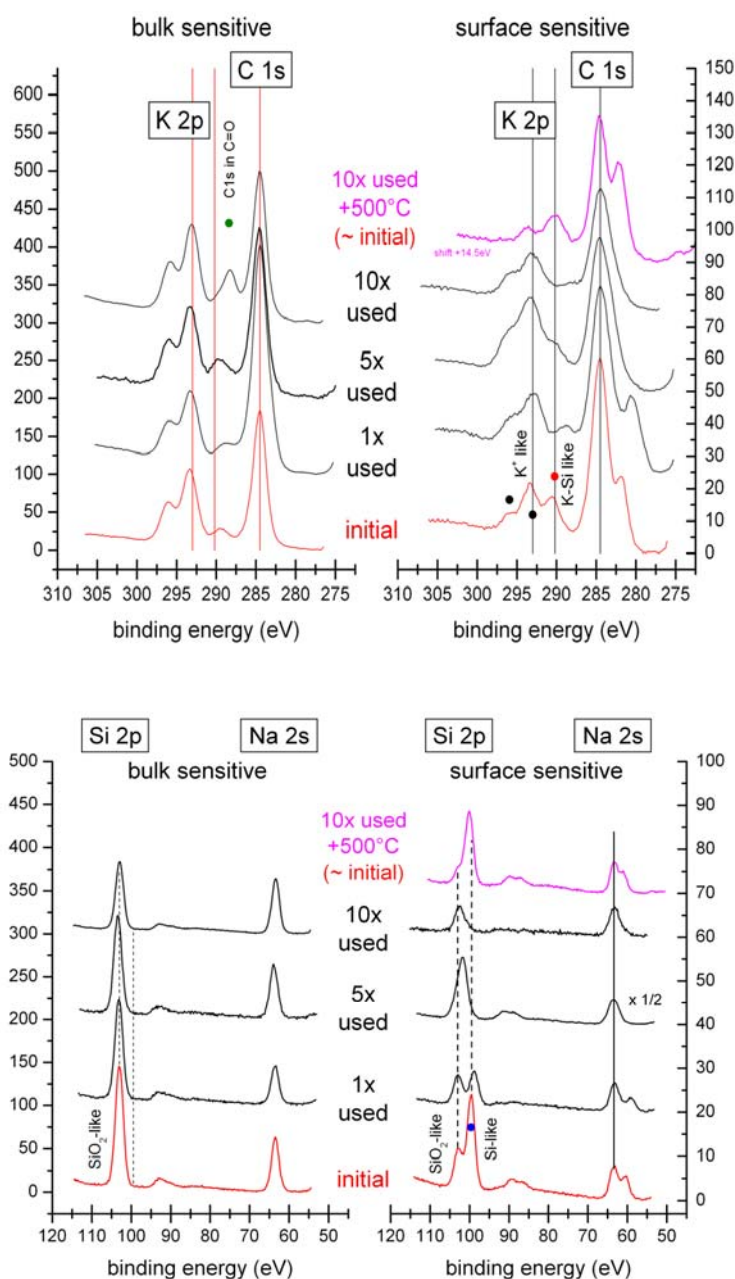 bulk sensitive
surface sensitive
C 1s
C 1s
K 2p
K 2p
C1s in C=O
600
550
500
450
400
350
300
250
200
150
100
50
0
10x used
+500°C
(~ initial)
10x
used
5x
used
1x
used
initial
shift +14.5eV
K+ like
K-Si like
150
140
130
120
110
100
90
80
70
60
50
40
30
20
10
0
310 305 300 295 290 285 280 275
310 305 300 295 290 285 280 275
binding energy (eV)
binding energy (eV)
Si 2p
Na 2s
Si 2p
Na 2s
bulk sensitive
surface sensitive
500
450
400
350
300
250
200
150
100
50
0
SiO2-like
10x used
+500°C
(~ initial)
10x
used
5x
used
1x
used
initial
x 1/2
SiO2-like
Si-like
100
90
80
70
60
50
40
30
20
10
0
120 110 100 90 80 70 60 50
120 110 100 90 80 70 60 50
binding energy (eV)
binding energy (eV)